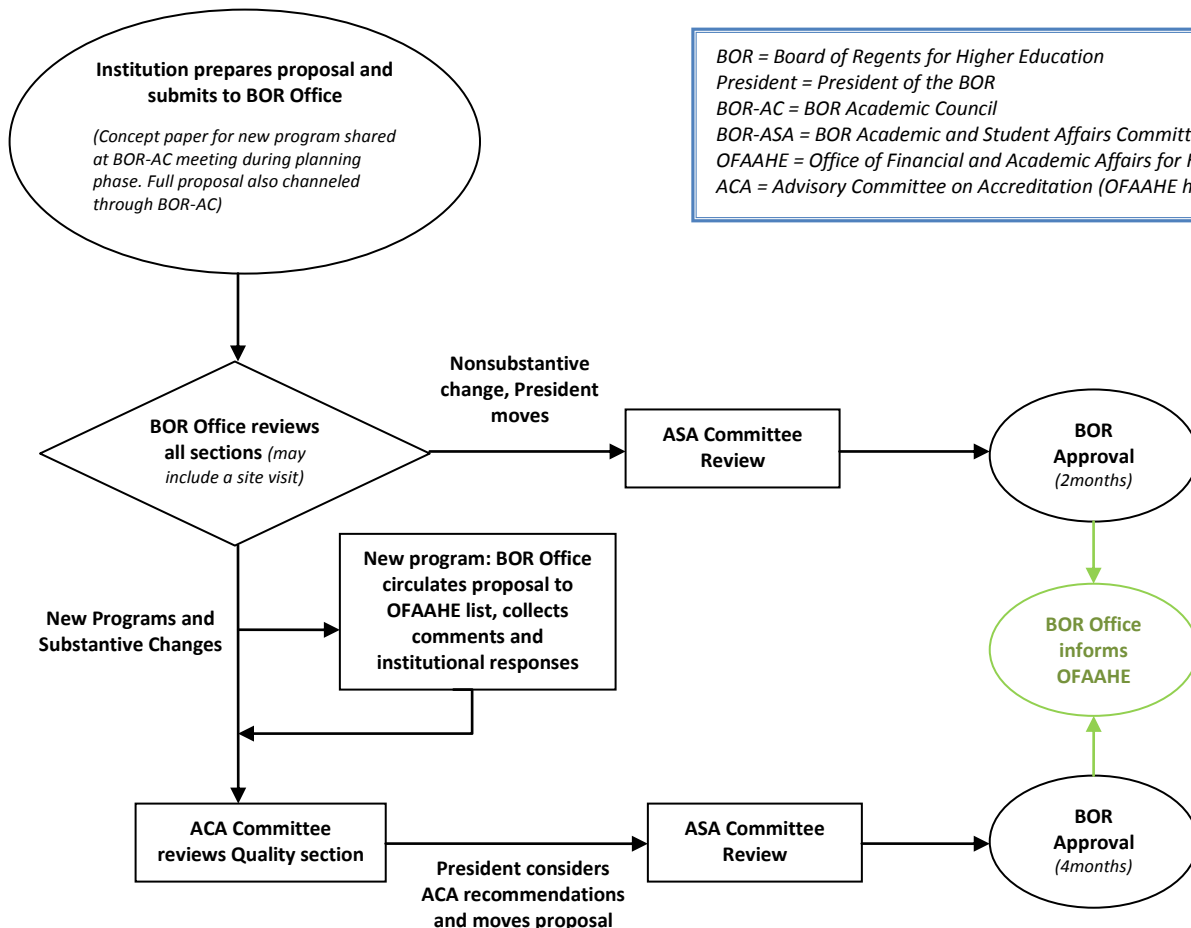 Institution prepares proposal and
submits to BOR Office
(Concept paper for new program shared
at BOR-AC meeting during planning
phase. Full proposal also channeled
through BOR-AC)
BOR = Board of Regents for Higher Education
President = President of the BOR
BOR-AC = BOR Academic Council
BOR-ASA = BOR Academic and Student Affairs
OFAAHE = Office of Financial and Academic Affairs for
ACA = Advisory Committee on Accreditation (OFAAHE
Nonsubstantive
change, President
moves
BOR Office reviews
all sections (may
include a site visit)
ASA Committee
Review
BOR
Approval
(2months)
New program: BOR Office
circulates proposal to
OFAAHE list, collects
comments and
institutional responses
New Programs and
Substantive Changes
BOR Office
informs
OFAAHE
ACA Committee
reviews Quality section
President considers
ACA recommendations
and moves proposal
ASA Committee
Review
BOR
Approval
(4months)